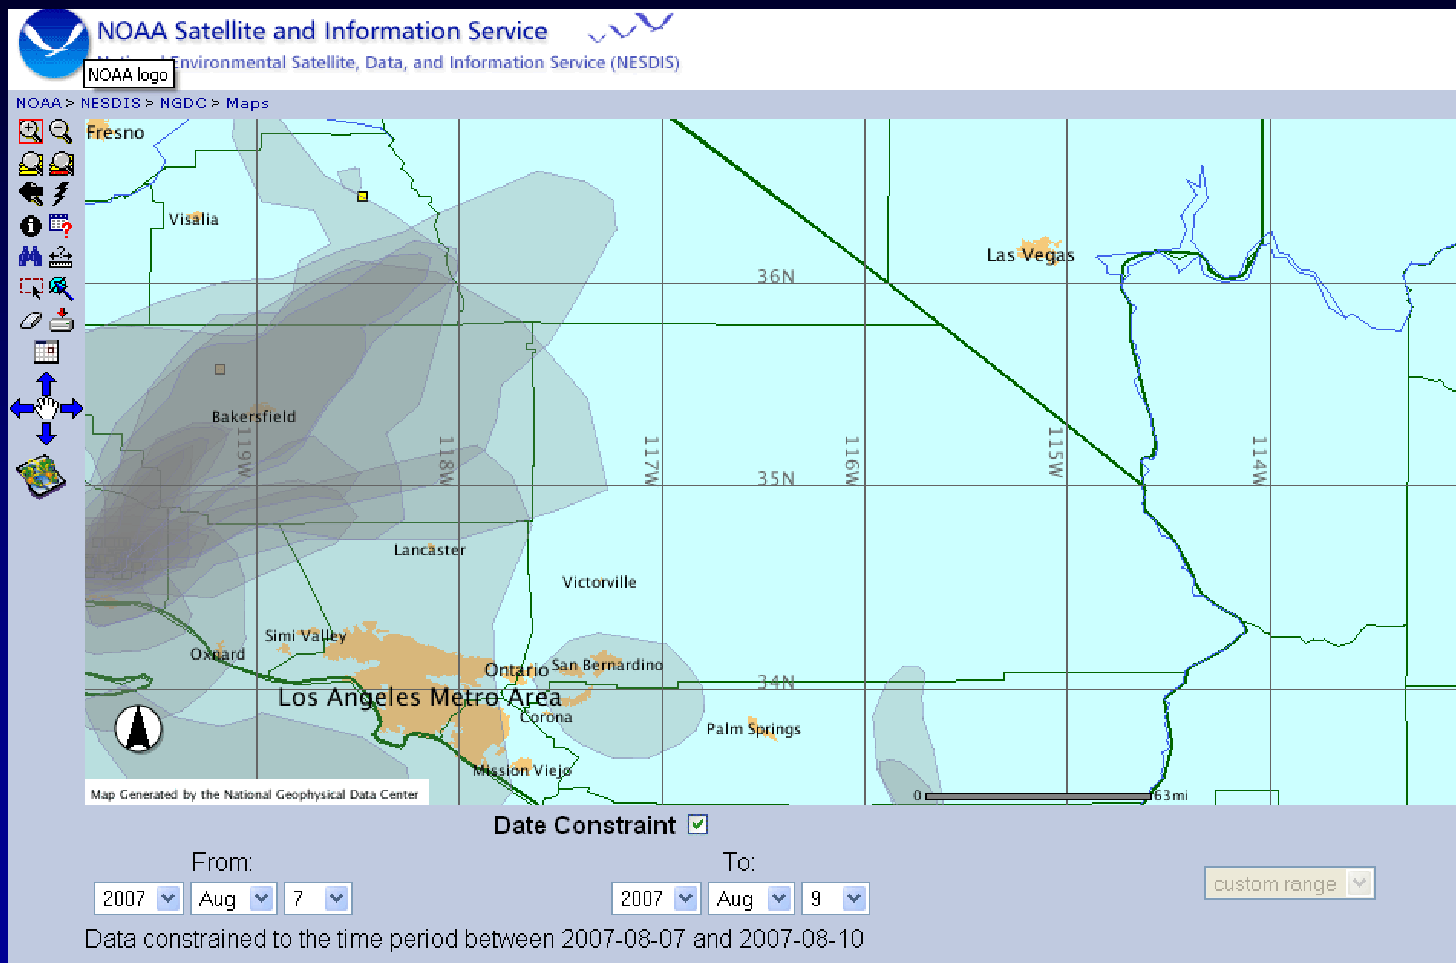 NOAA Satellite and Information Service
National Environmental Satellite, Data, and Information Service (NESDIS)
NOAA logo
NOAA > NESDIS > NGDC > Maps
Fresno
Visalia
Las Vegas
36N
Bakersfield
119W
118W
117W
116W
115W
114W
35N
Lancaster
Victorville
Simi Valley
Oxnard
Ontario
San Bernardino
34N
Los Angeles Metro Area
Corona
Palm Springs
Mission Viejo
Map Generated by the National Geophysical Data Center
0
63mi
Date Constraint
From:
To:
2007 Aug 7
2007 Aug 9
custom range
Data constrained to the time period between 2007-08-07 and 2007-08-10